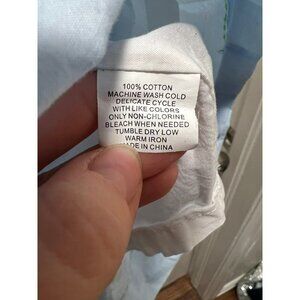 100% COTTON
MACHINE WASH COLD
DELICATE CYCLE
WITH LIKE COLORS
ONLY NON-CHLORINE
BLEACH WHEN NEEDED
TUMBLE DRY LOW
WARM IRON
MADE IN CHINA